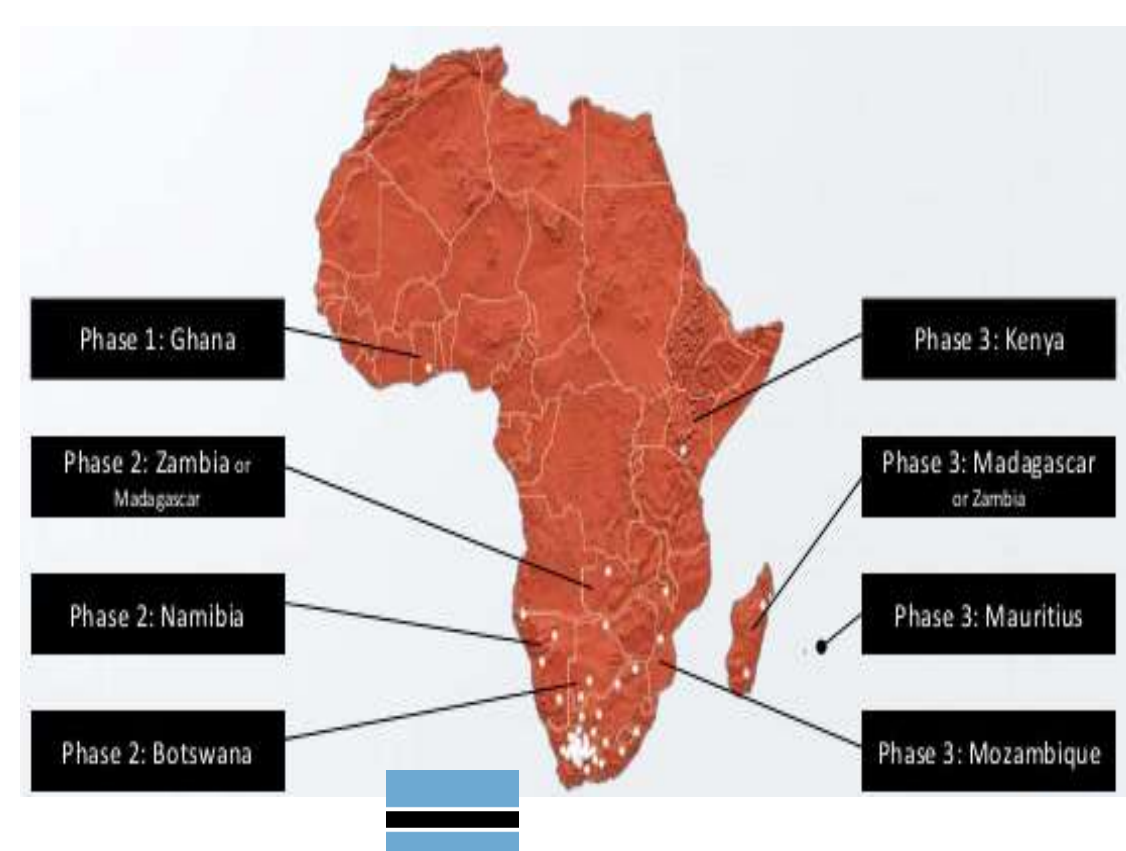 Phase 1: Ghana
Phase 2: Zambia or
Madagascar
Phase 2: Namibia
Phase 2: Botswana
Phase 3: Kenya
Phase 3: Madagascar
or Zambia
Phase 3: Mauritius
Phase 3: Mozambique